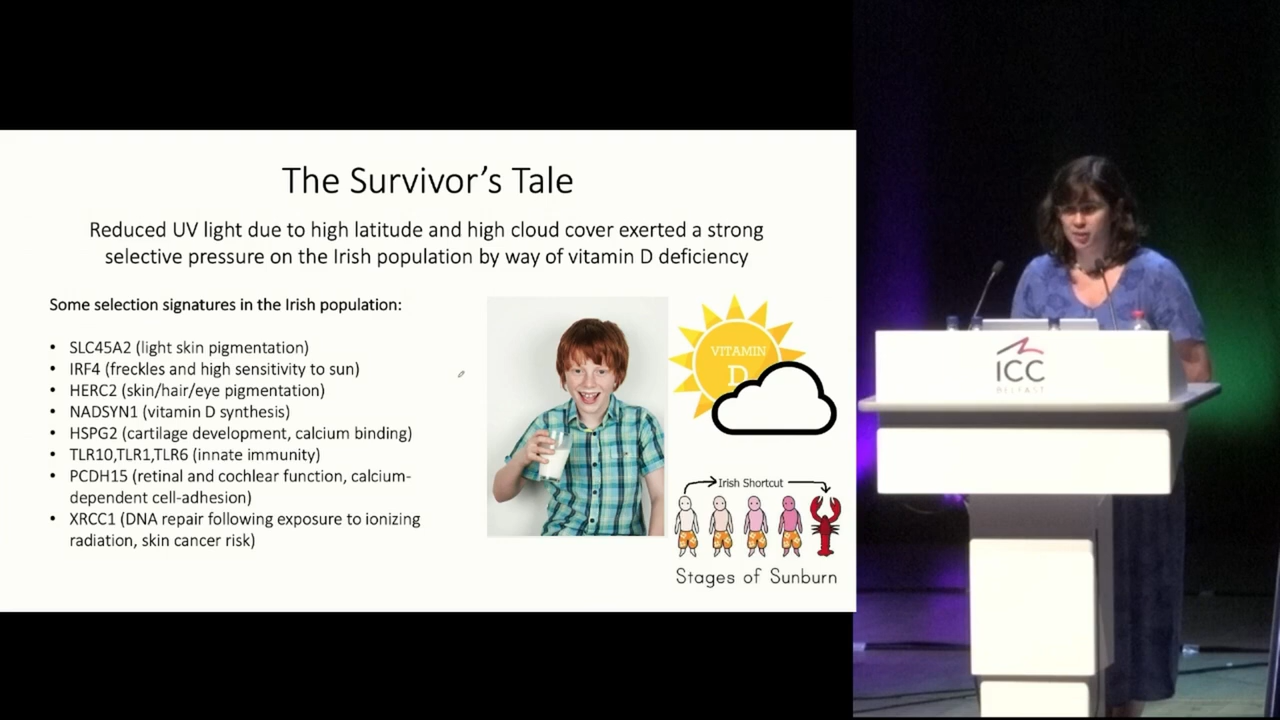 The Survivor's Tale
Reduced UV light due to high latitude and high cloud cover exerted a strong
selective pressure on the Irish population by way of vitamin D deficiency
Some selection signatures in the Irish population:
• SLC45A2 (light skin pigmentation)
• IRF4 (freckles and high sensitivity to sun)
• HERC2 (skin/hair/eye pigmentation)
• NADSYN1 (vitamin D synthesis)
• HSPG2 (cartilage development, calcium binding)
• TLR10,TLR1,TLR6 (innate immunity)
• PCDH15 (retinal and cochlear function, calcium-
dependent cell-adhesion)
• XRCC1 (DNA repair following exposure to ionizing
radiation, skin cancer risk)
VITAMIN
D
Irish Shortcut
Stages of Sunburn
ICC
BELFAST